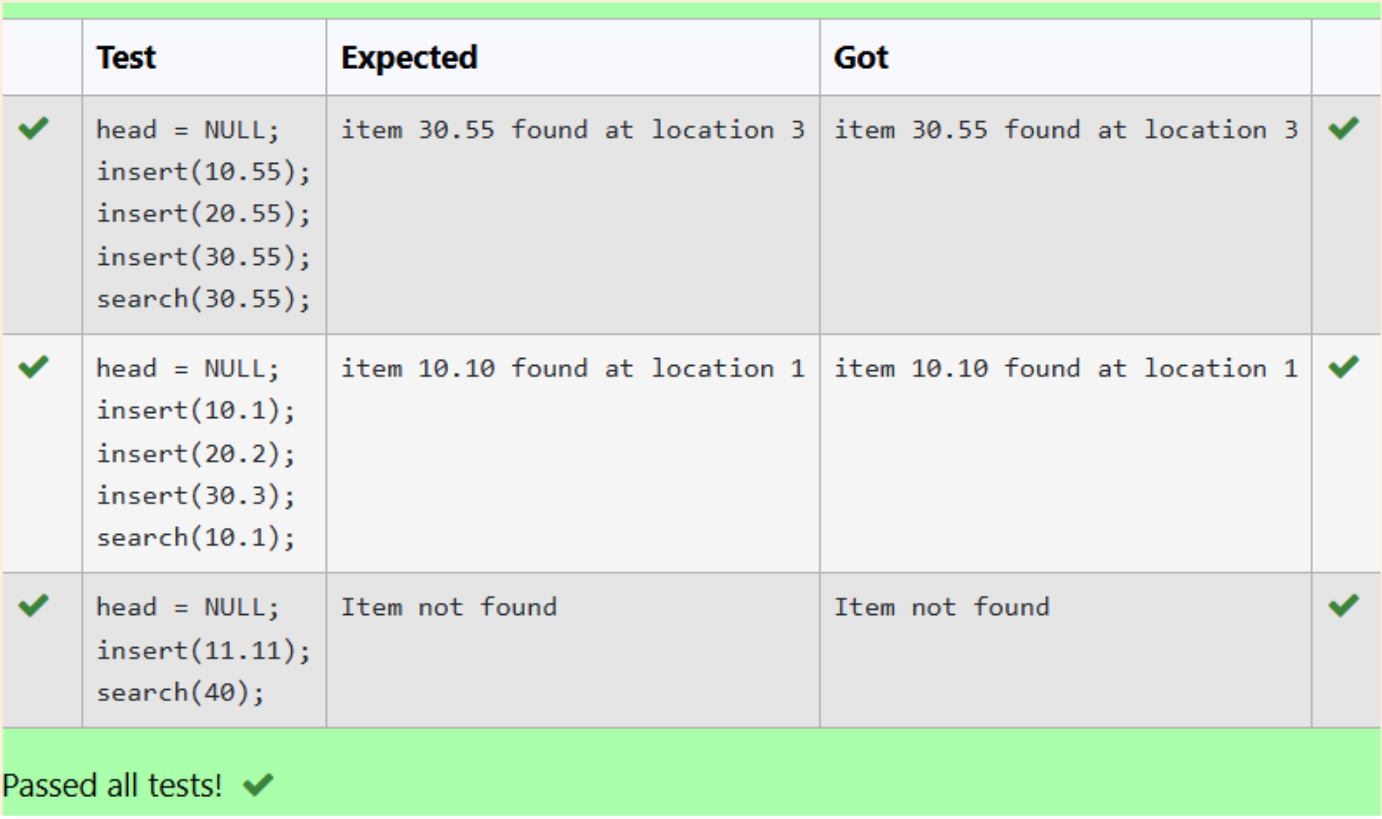 Test Expected Got
head = NULL; item 30.55 found at location 3 item 30.55 found at location 3
insert(10.55);
insert(20.55);
insert(30.55);
search(30.55);
head = NULL; item 10.10 found at location 1 item 10.10 found at location 1
insert(10.1);
insert(20.2);
insert(30.3);
search(10.1);
head = NULL; Item not found Item not found
insert(11.11);
search(40);
Passed all tests!